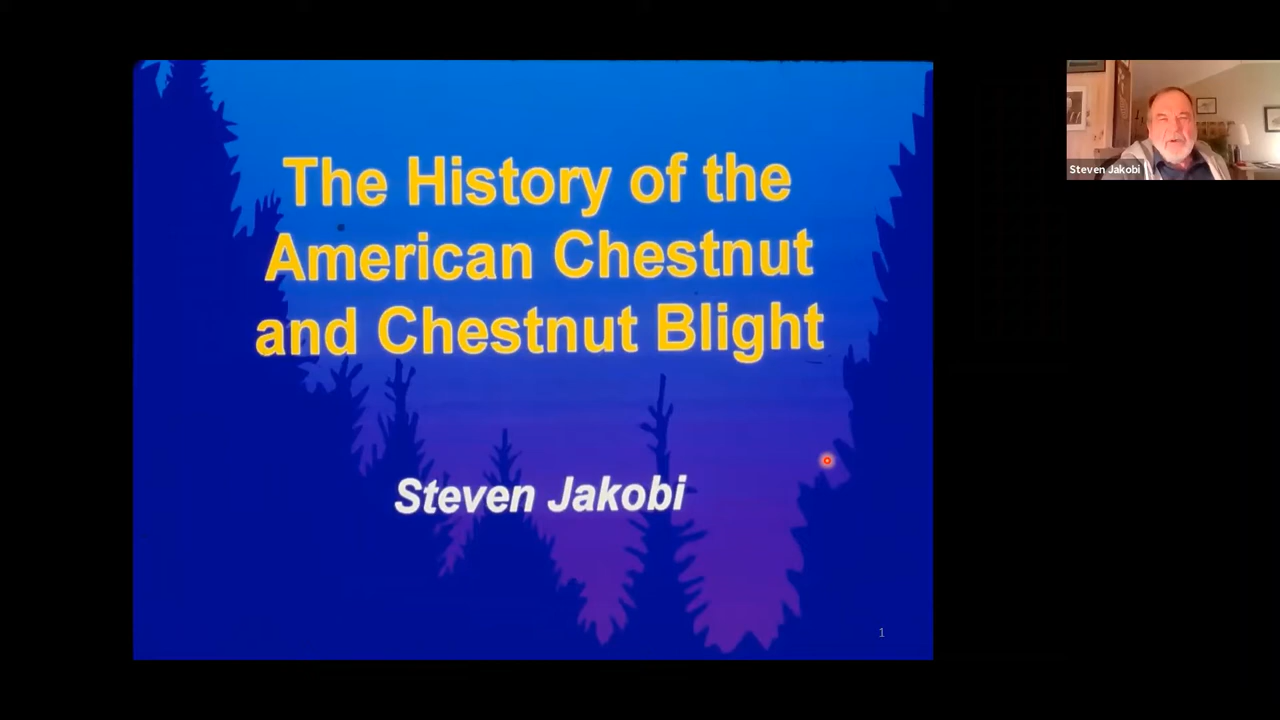 The History of the
American Chestnut
and Chestnut Blight
Steven Jakobi
1
Steven Jakobi